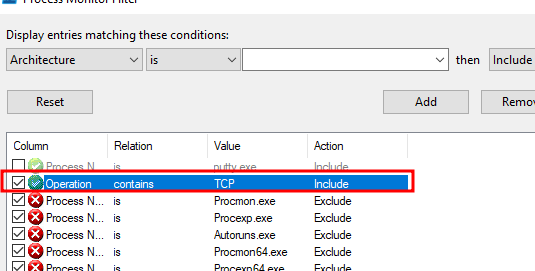 Process Monitor Filter
Display entries matching these conditions:
Architecture is then Include
Reset Add Remov
Column Relation Value Action
Process N... is putty.exe Include
Operation contains TCP Include
Process N... is Procmon.exe Exclude
Process N... is Procexp.exe Exclude
Process N... is Autoruns.exe Exclude
Process N... is Procmon64.exe Exclude
Process N... is Procexp64.exe Exclude